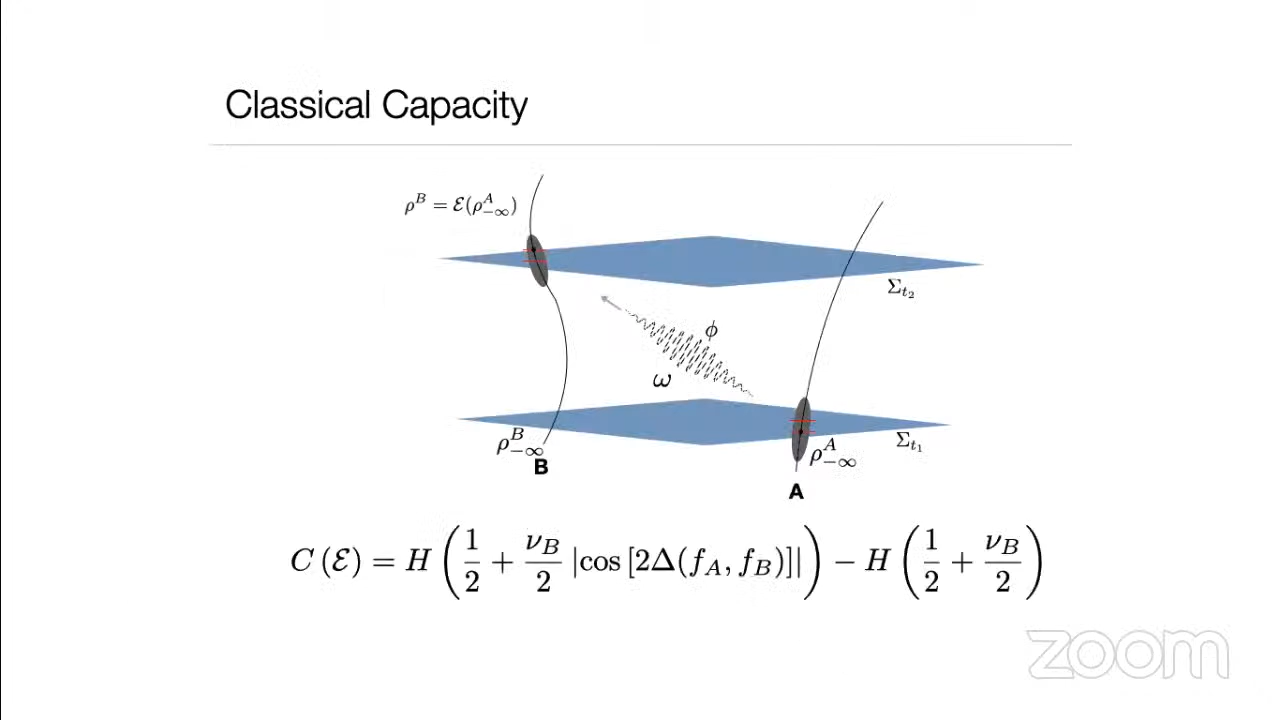 Classical Capacity
ρ^B = ℰ(ρ^A_{−∞})
Σ_{t_2}
ϕ
ω
ρ^B_{−∞}
B
ρ^A_{−∞}
Σ_{t_1}
A
C (ℰ) = H (1/2 + ν_B/2 |cos [2Δ(f_A, f_B)]|) − H (1/2 + ν_B/2)
zoom